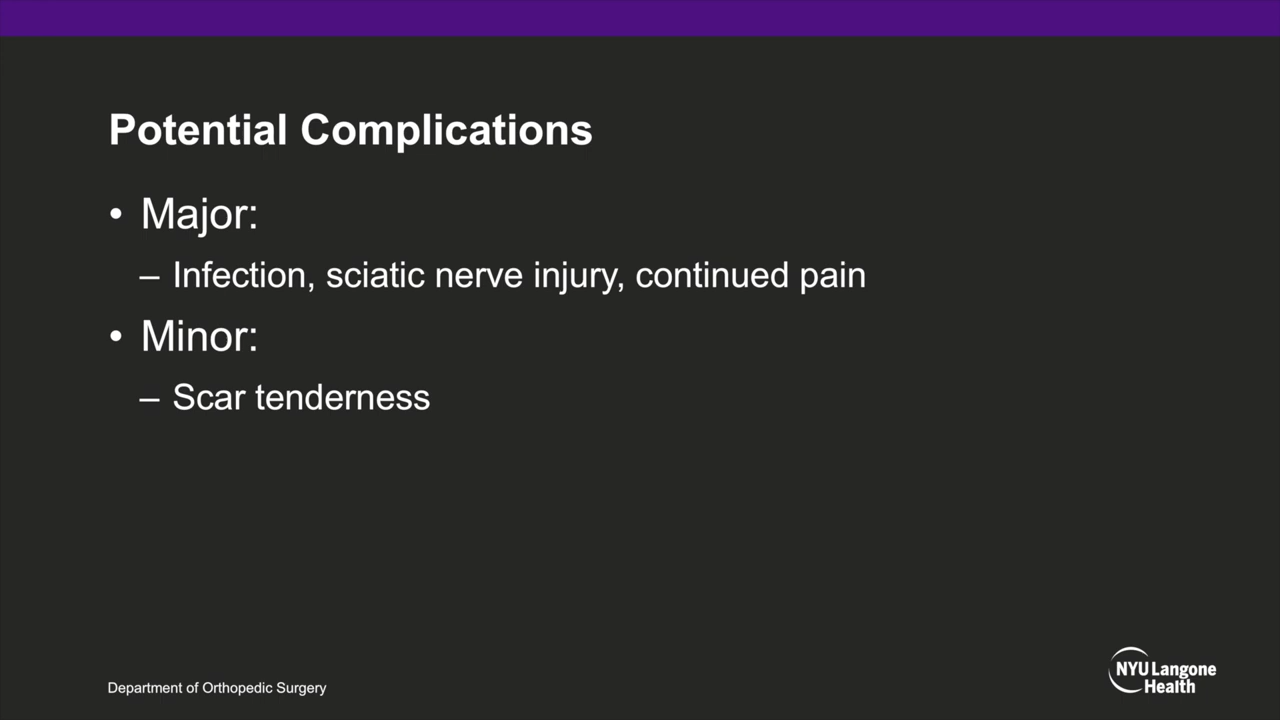 Potential Complications
• Major:
– Infection, sciatic nerve injury, continued pain
• Minor:
– Scar tenderness
Department of Orthopedic Surgery
NYU Langone
Health